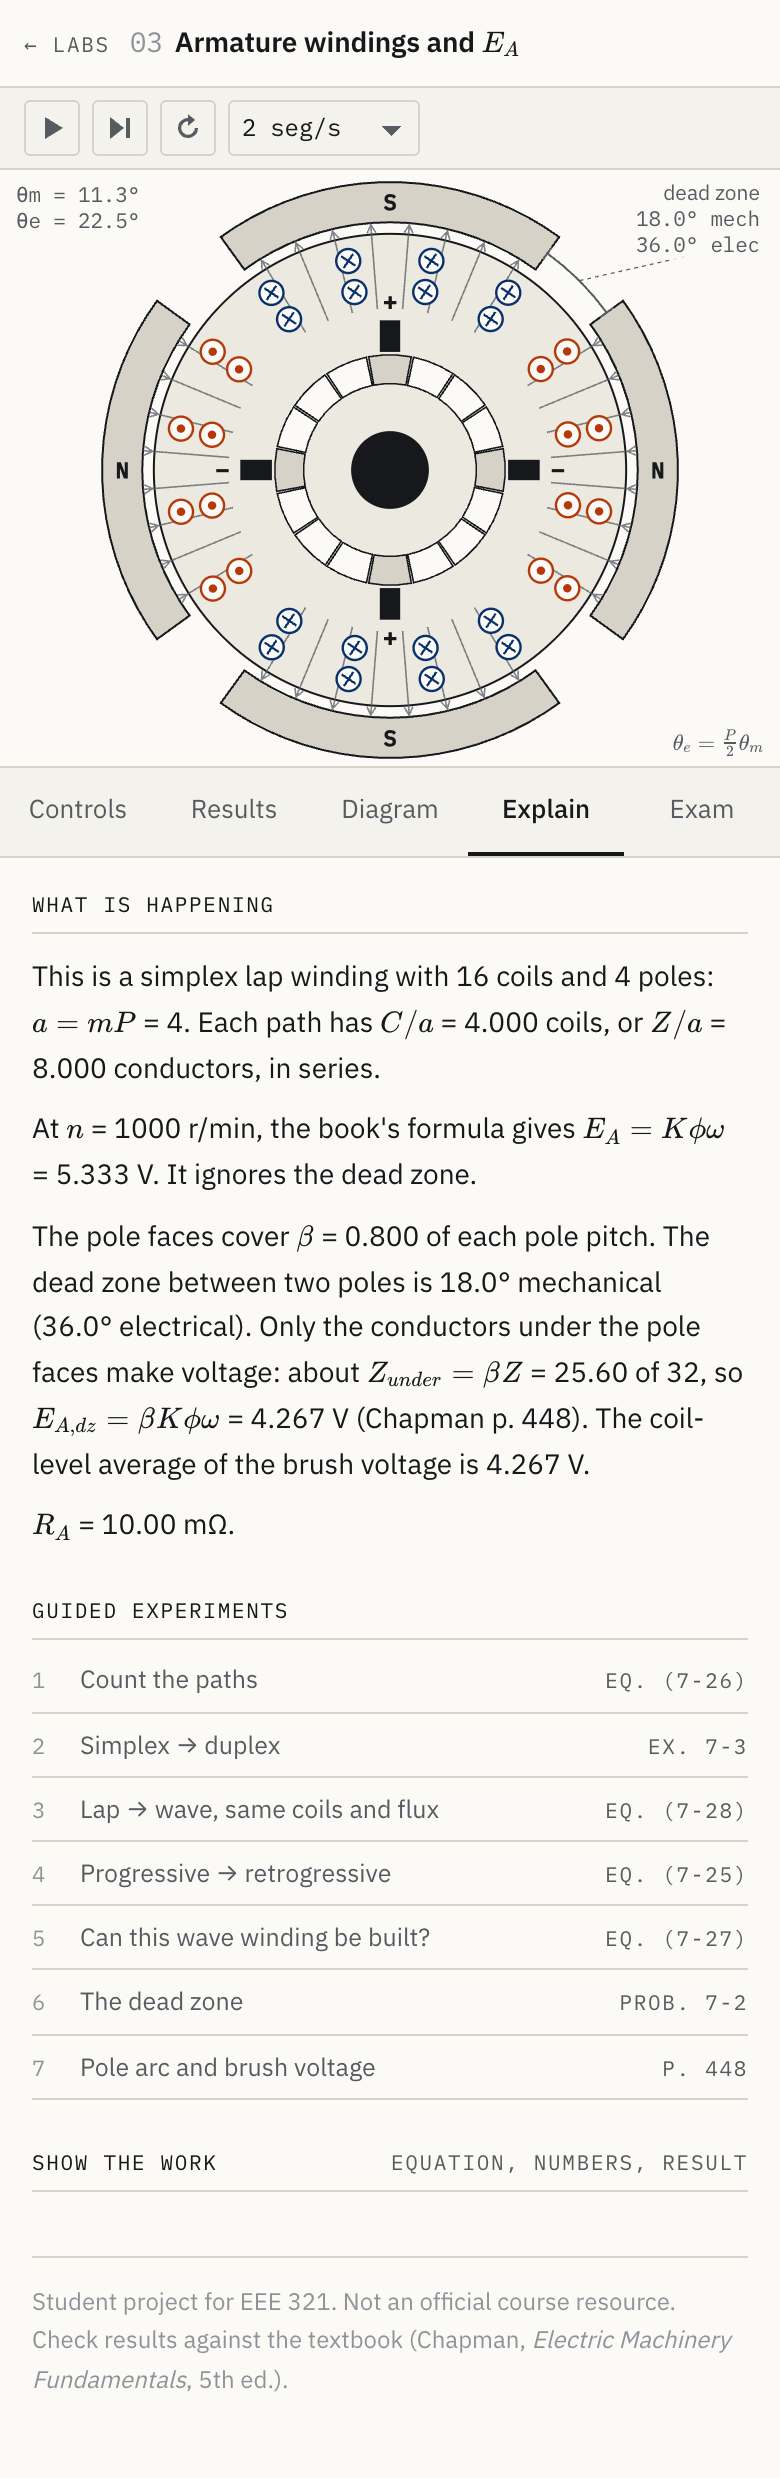 ← LABS 03 Armature windings and E_A
2 seg/s
θm = 11.3°
θe = 22.5°
dead zone
18.0° mech
36.0° elec
S
+
N
−
−
N
+
S
θ_e = P/2 θ_m
Controls Results Diagram Explain Exam
WHAT IS HAPPENING
This is a simplex lap winding with 16 coils and 4 poles:
a = mP = 4. Each path has C/a = 4.000 coils, or Z/a =
8.000 conductors, in series.
At n = 1000 r/min, the book's formula gives E_A = Kϕω
= 5.333 V. It ignores the dead zone.
The pole faces cover β = 0.800 of each pole pitch. The
dead zone between two poles is 18.0° mechanical
(36.0° electrical). Only the conductors under the pole
faces make voltage: about Z_under = βZ = 25.60 of 32, so
E_A,dz = βKϕω = 4.267 V (Chapman p. 448). The coil-
level average of the brush voltage is 4.267 V.
R_A = 10.00 mΩ.
GUIDED EXPERIMENTS
1 Count the paths EQ. (7-26)
2 Simplex → duplex EX. 7-3
3 Lap → wave, same coils and flux EQ. (7-28)
4 Progressive → retrogressive EQ. (7-25)
5 Can this wave winding be built? EQ. (7-27)
6 The dead zone PROB. 7-2
7 Pole arc and brush voltage P. 448
SHOW THE WORK EQUATION, NUMBERS, RESULT
Student project for EEE 321. Not an official course resource.
Check results against the textbook (Chapman, Electric Machinery
Fundamentals, 5th ed.).